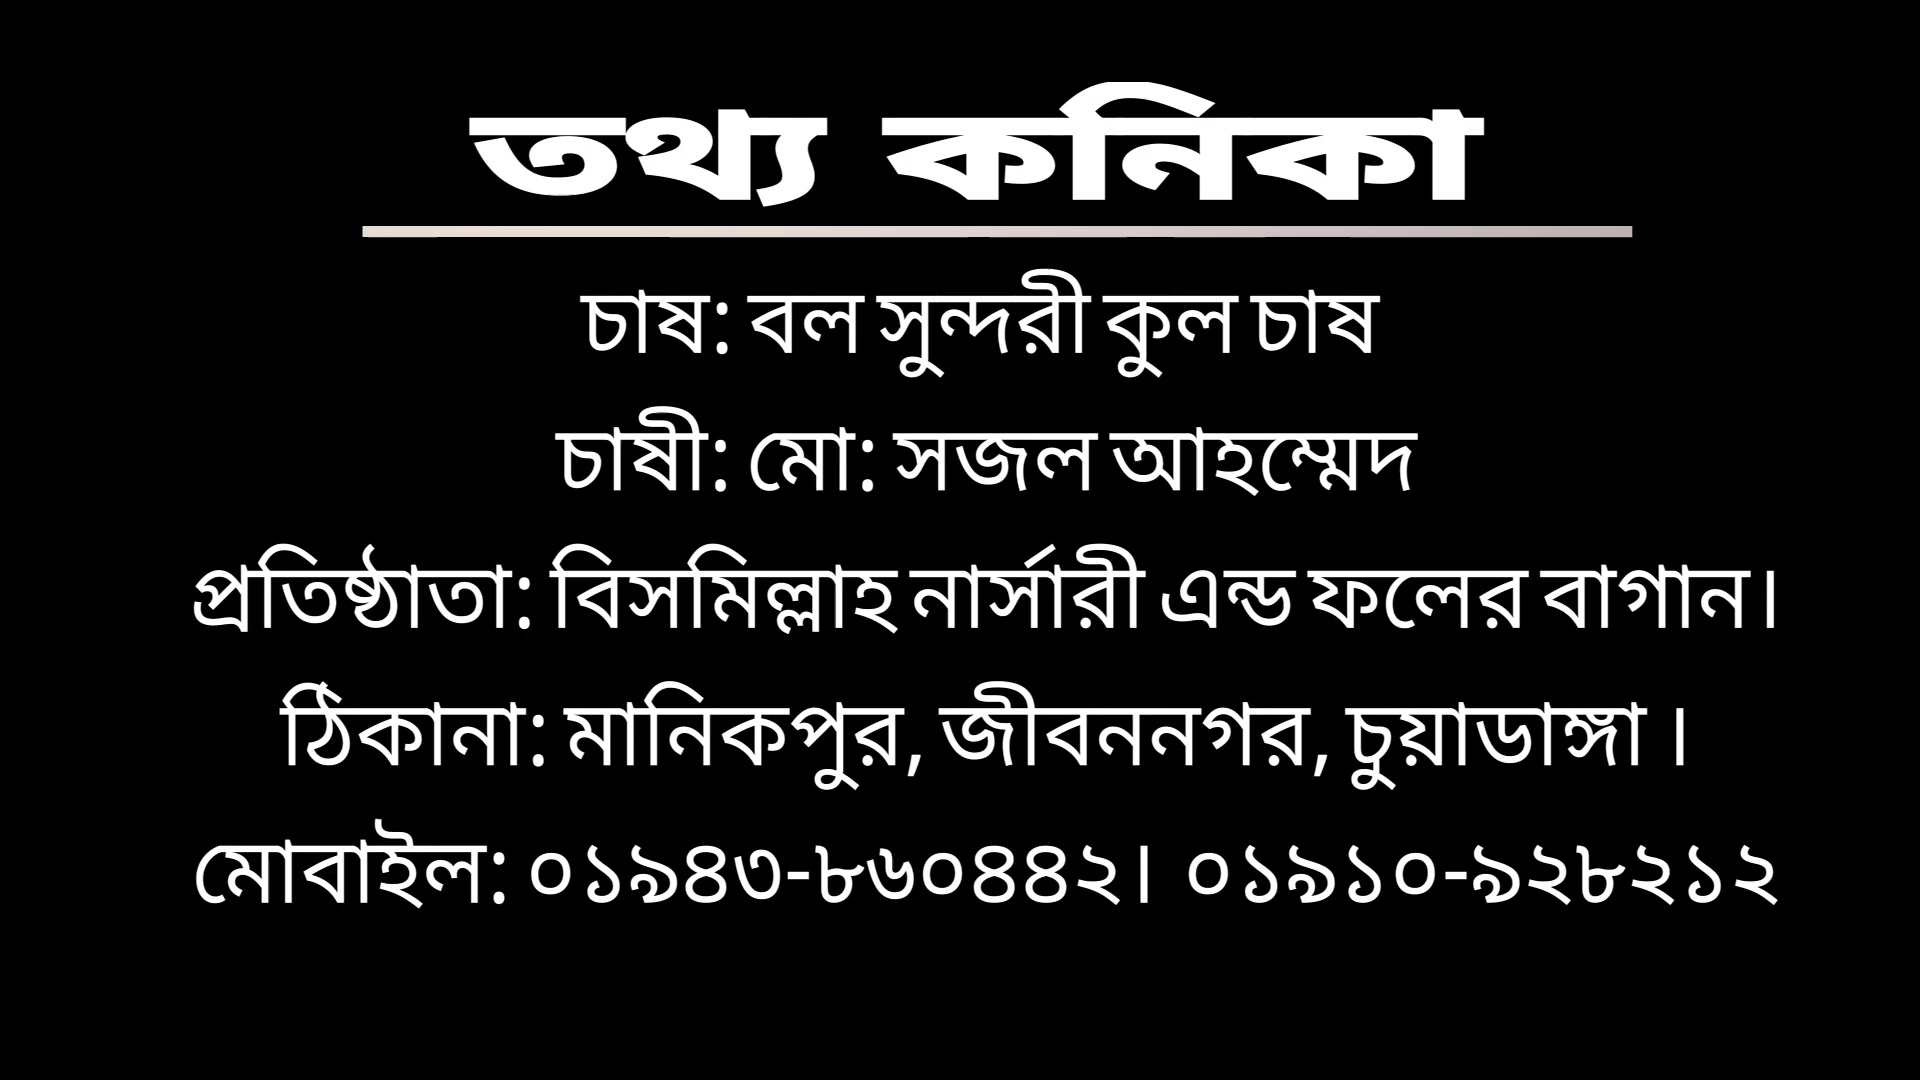 তথ্য কনিকা
চাষ: বল সুন্দরী কুল চাষ
চাষী: মো: সজল আহম্মেদ
প্রতিষ্ঠাতা: বিসমিল্লাহ নার্সারী এন্ড ফলের বাগান।
ঠিকানা: মানিকপুর, জীবননগর, চুয়াডাঙ্গা ।
মোবাইল: ০১৯৪৩-৮৬০৪৪২। ০১৯১০-৯২৮২১২